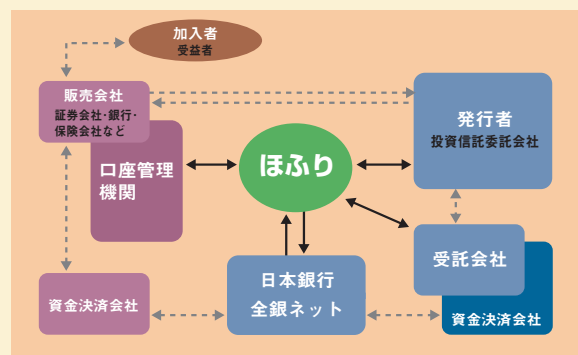 加入者
受益者
販売会社
証券会社・銀行・
保険会社など
口座管理
機関
ほふり
発行者
投資信託委託会社
受託会社
資金決済会社
日本銀行
全銀ネット
資金決済会社